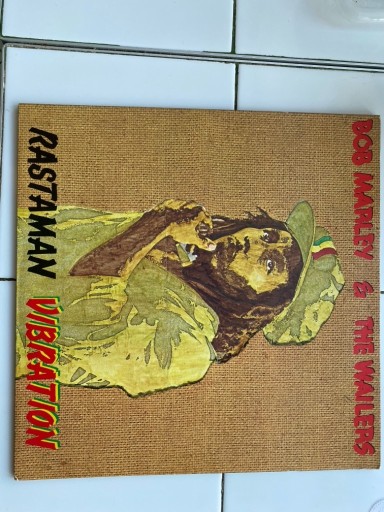 BOB MARLEY & THE WAILERS
RASTAMAN VIBRATION